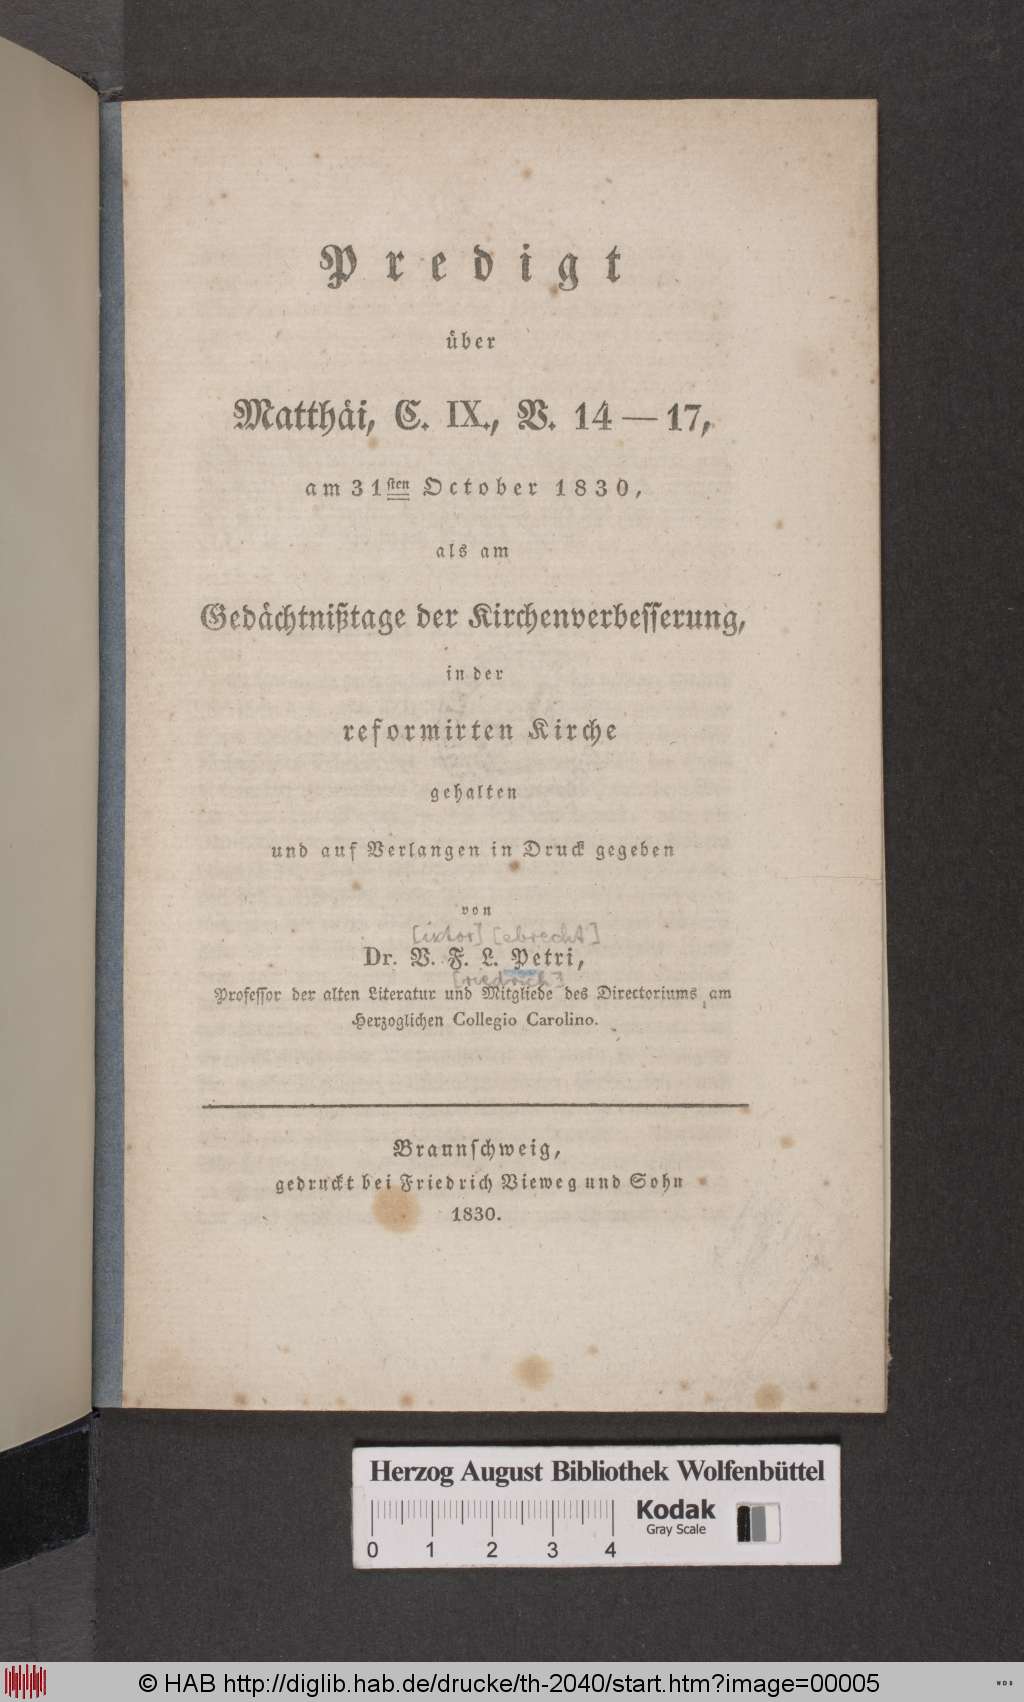 Predigt
über
Matthäi, C. IX., V. 14—17,
am 31sten October 1830,
als am
Gedächtnißtage der Kirchenverbesserung,
in der
reformirten Kirche
gehalten
und auf Verlangen in Druck gegeben
von
[iktor] [ebrecht]
Dr. V. F. L. Petri,
[riedrich]
Professor der alten Literatur und Mitgliede des Directoriums am
Herzoglichen Collegio Carolino.
Braunschweig,
gedruckt bei Friedrich Vieweg und Sohn
1830.
Herzog August Bibliothek Wolfenbüttel
Kodak
Gray Scale
0 1 2 3 4
© HAB http://diglib.hab.de/drucke/th-2040/start.htm?image=00005